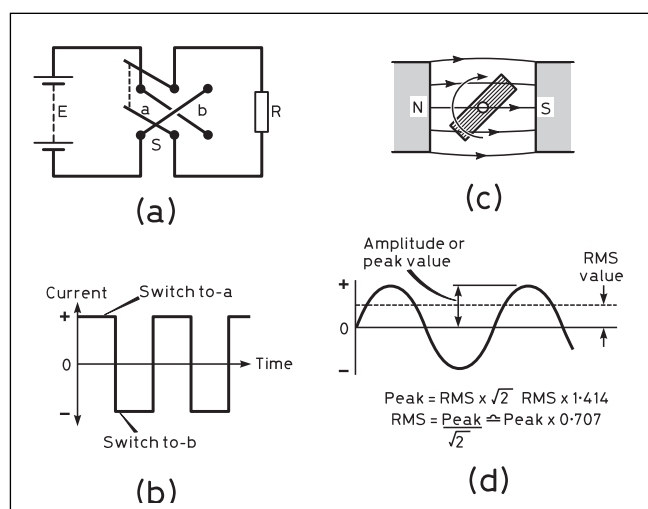 E
a
b
S
R
(a)
N
S
(c)
Current
Switch to-a
+
0
Time
–
Switch to-b
(b)
Amplitude or
peak value
RMS
value
+
0
–
Peak = RMS x √2 RMS x 1·414
RMS = Peak/√2 ≏ Peak x 0·707
(d)